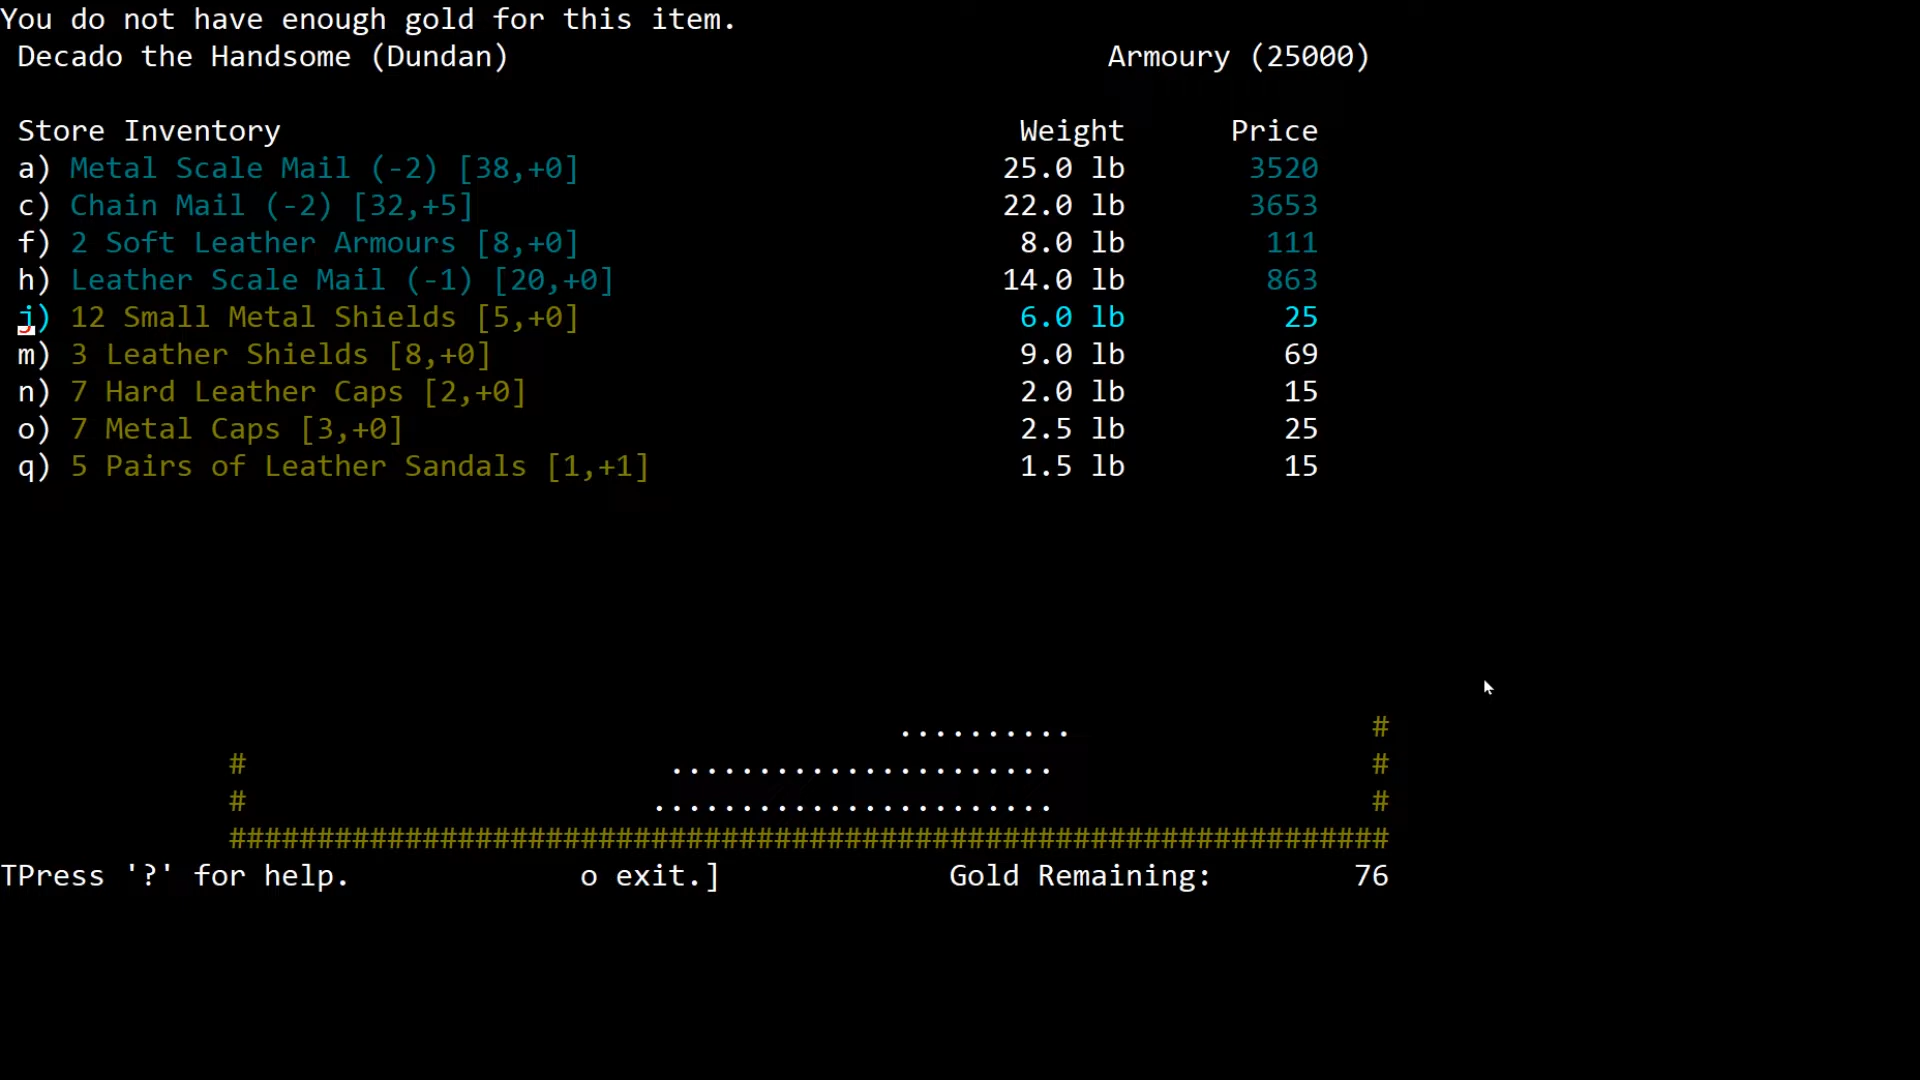 You do not have enough gold for this item.
Decado the Handsome (Dundan) Armoury (25000)
Store Inventory Weight Price
a) Metal Scale Mail (-2) [38,+0] 25.0 lb 3520
c) Chain Mail (-2) [32,+5] 22.0 lb 3653
f) 2 Soft Leather Armours [8,+0] 8.0 lb 111
h) Leather Scale Mail (-1) [20,+0] 14.0 lb 863
j) 12 Small Metal Shields [5,+0] 6.0 lb 25
m) 3 Leather Shields [8,+0] 9.0 lb 69
n) 7 Hard Leather Caps [2,+0] 2.0 lb 15
o) 7 Metal Caps [3,+0] 2.5 lb 25
q) 5 Pairs of Leather Sandals [1,+1] 1.5 lb 15
.......... #
# ...................... #
# ....................... #
##################################################################
TPress '?' for help. o exit.] Gold Remaining: 76